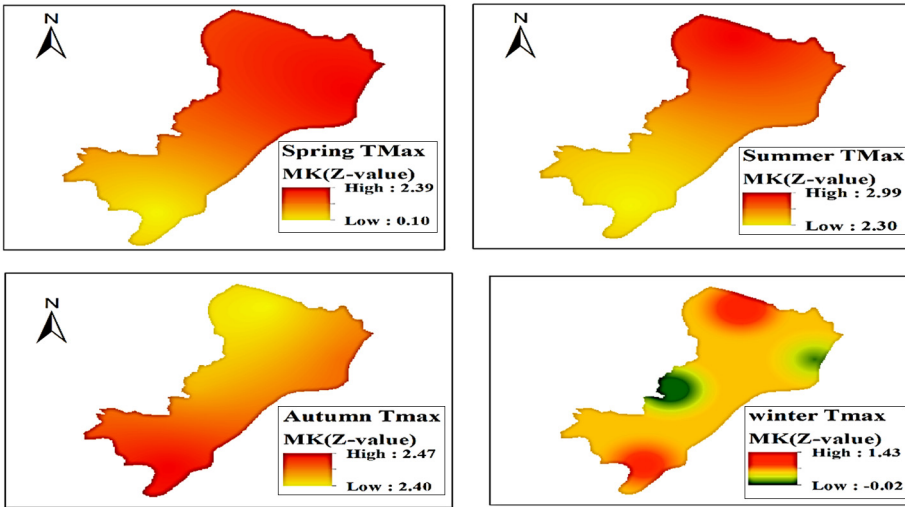 N
Spring TMax
MK(Z-value)
High : 2.39
Low : 0.10
N
Summer TMax
MK(Z-value)
High : 2.99
Low : 2.30
N
Autumn Tmax
MK(Z-value)
High : 2.47
Low : 2.40
winter Tmax
MK(Z-value)
High : 1.43
Low : -0.02